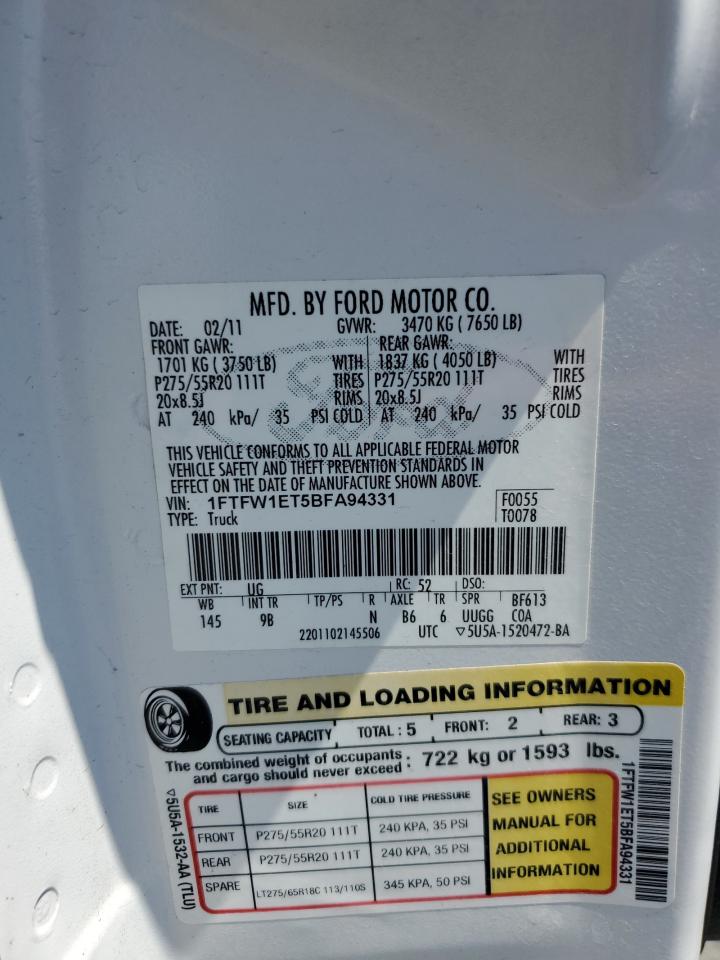 MFD. BY FORD MOTOR CO.
DATE: 02/11 GVWR: 3470 KG ( 7650 LB)
FRONT GAWR: REAR GAWR:
1701 KG ( 3750 LB) WITH 1837 KG ( 4050 LB) WITH
P275/55R20 111T TIRES P275/55R20 111T TIRES
20x8.5J RIMS 20x8.5J RIMS
AT 240 kPa/ 35 PSI COLD AT 240 kPa/ 35 PSI COLD
THIS VEHICLE CONFORMS TO ALL APPLICABLE FEDERAL MOTOR
VEHICLE SAFETY AND THEFT PREVENTION STANDARDS IN
EFFECT ON THE DATE OF MANUFACTURE SHOWN ABOVE.
VIN: 1FTFW1ET5BFA94331 F0055
TYPE: Truck T0078
EXT PNT: UG RC: 52 DSO:
WB INT TR TP/PS R AXLE TR SPR BF613
145 9B N B6 6 UUGG COA
2201102145506 UTC ▽5U5A-1520472-BA
TIRE AND LOADING INFORMATION
SEATING CAPACITY TOTAL : 5 FRONT: 2 REAR: 3
The combined weight of occupants and cargo should never exceed : 722 kg or 1593 lbs.
TIRE SIZE COLD TIRE PRESSURE
FRONT P275/55R20 111T 240 KPA, 35 PSI
REAR P275/55R20 111T 240 KPA, 35 PSI
SPARE LT275/65R18C 113/110S 345 KPA, 50 PSI
SEE OWNERS
MANUAL FOR
ADDITIONAL
INFORMATION
▽5U5A-1532-AA (TLU)
1FTFW1ET5BFA94331